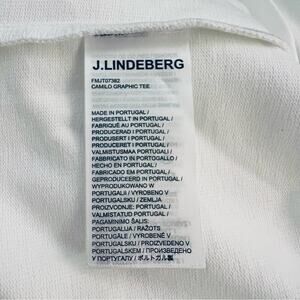 J.LINDEBERG
FMJT07382
CAMILO GRAPHIC TEE
MADE IN PORTUGAL /
HERGESTELLT IN PORTUGAL /
FABRIQUÉ AU PORTUGAL /
PRODUCERAD I PORTUGAL /
PRODUSERT I PORTUGAL /
PRODUCERET I PORTUGAL /
VALMISTUSMAA PORTUGALI /
FABBRICATO IN PORTOGALLO /
HECHO EN PORTUGAL /
FABRICADO EM PORTUGAL /
GEPRODUCEERD IN PORTUGAL /
WYPRODUKOWANO W
PORTUGALII / VYROBENO V
PORTUGALSKU / ZEMLJA
PROIZVODNJE: PORTUGAL /
VALMISTATUD PORTUGAL /
PAGAMINIMO ŠALIS:
PORTUGALIJA / RAŽOTS
PORTUGĀLE / VYROBENÉ V
PORTUGALSKU / PROIZVEDENO V
PORTUGALSKEM / ВИРОБЛЕНО
У ПОРТУГАЛІЇ / ポルトガル製